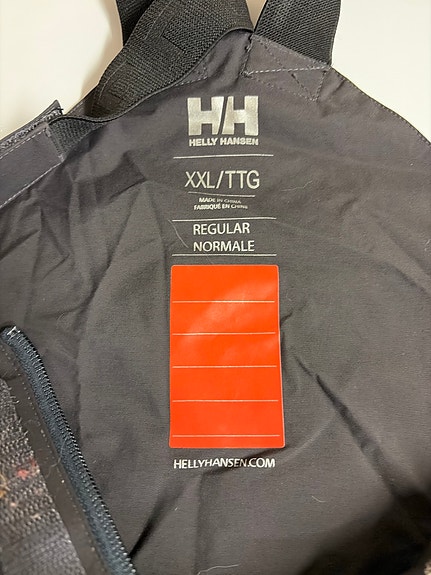 HH
HELLY HANSEN
XXL/TTG
MADE IN CHINA
FABRIQUÉ EN CHINE
REGULAR
NORMALE
HELLYHANSEN.COM